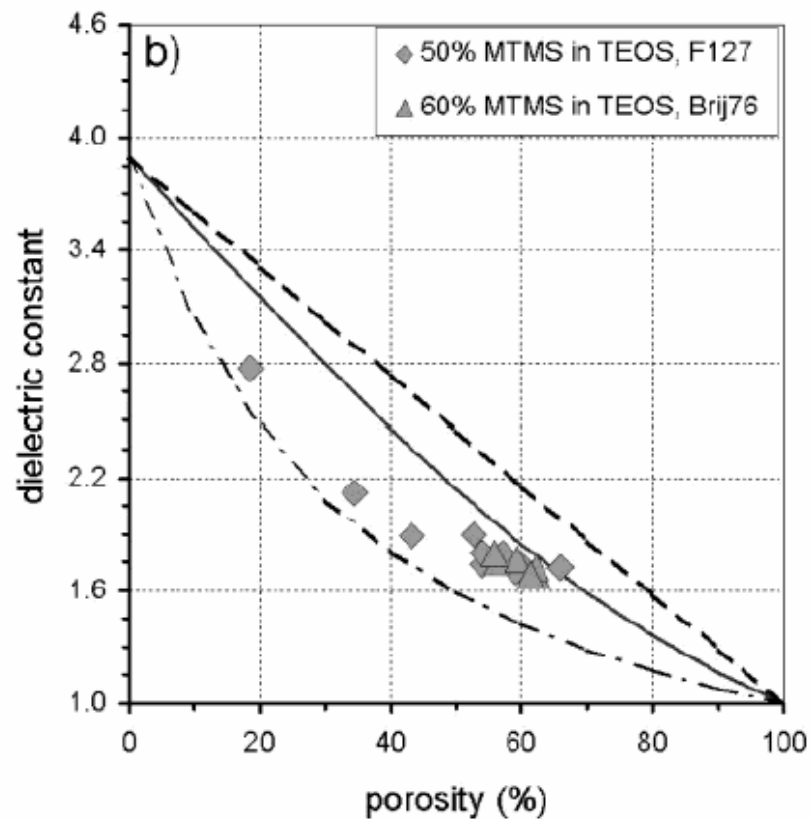 b)
50% MTMS in TEOS, F127
60% MTMS in TEOS, Brij76
4.6
4.0
3.4
2.8
2.2
1.6
1.0
dielectric constant
0 20 40 60 80 100
porosity (%)